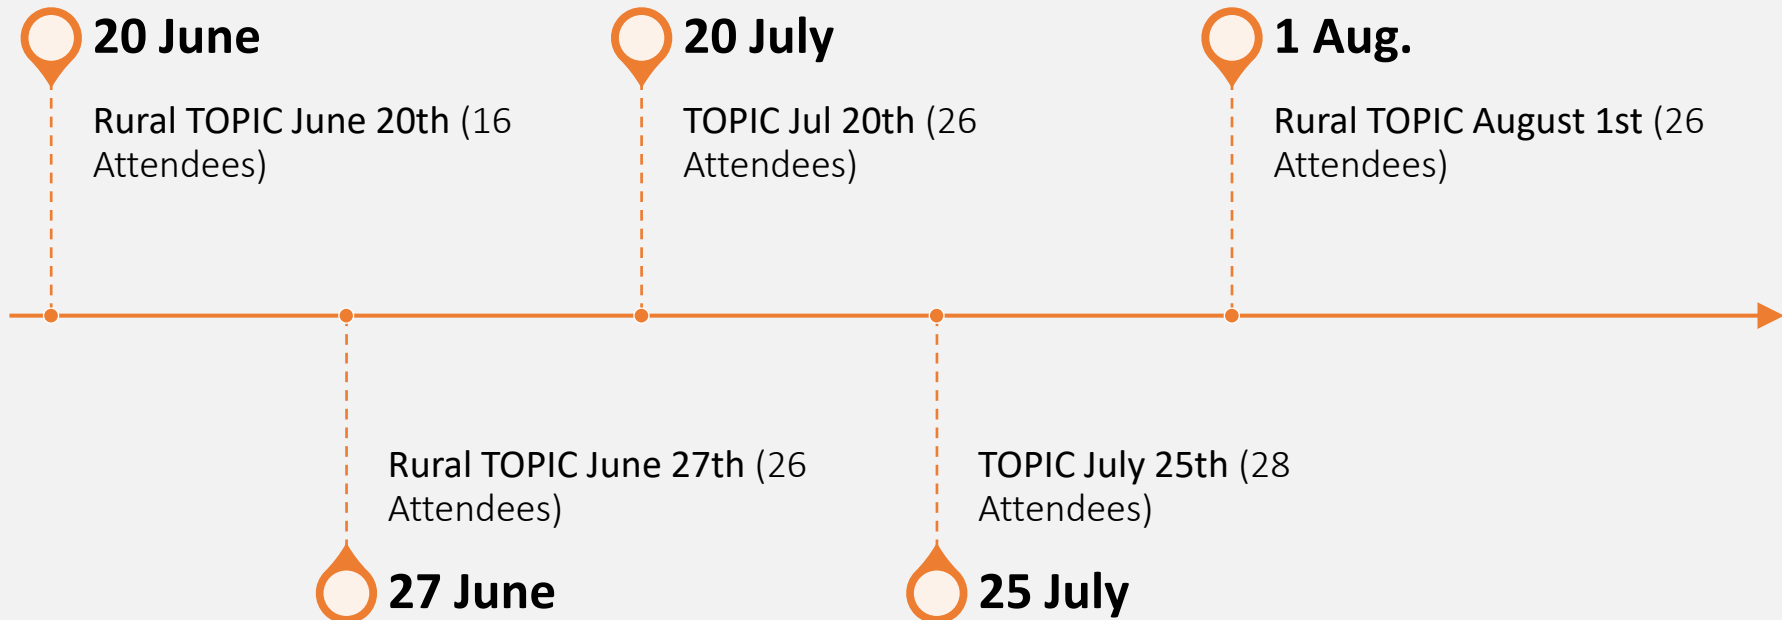 20 June
Rural TOPIC June 20th (16
Attendees)
27 June
Rural TOPIC June 27th (26
Attendees)
20 July
TOPIC Jul 20th (26
Attendees)
25 July
TOPIC July 25th (28
Attendees)
1 Aug.
Rural TOPIC August 1st (26
Attendees)